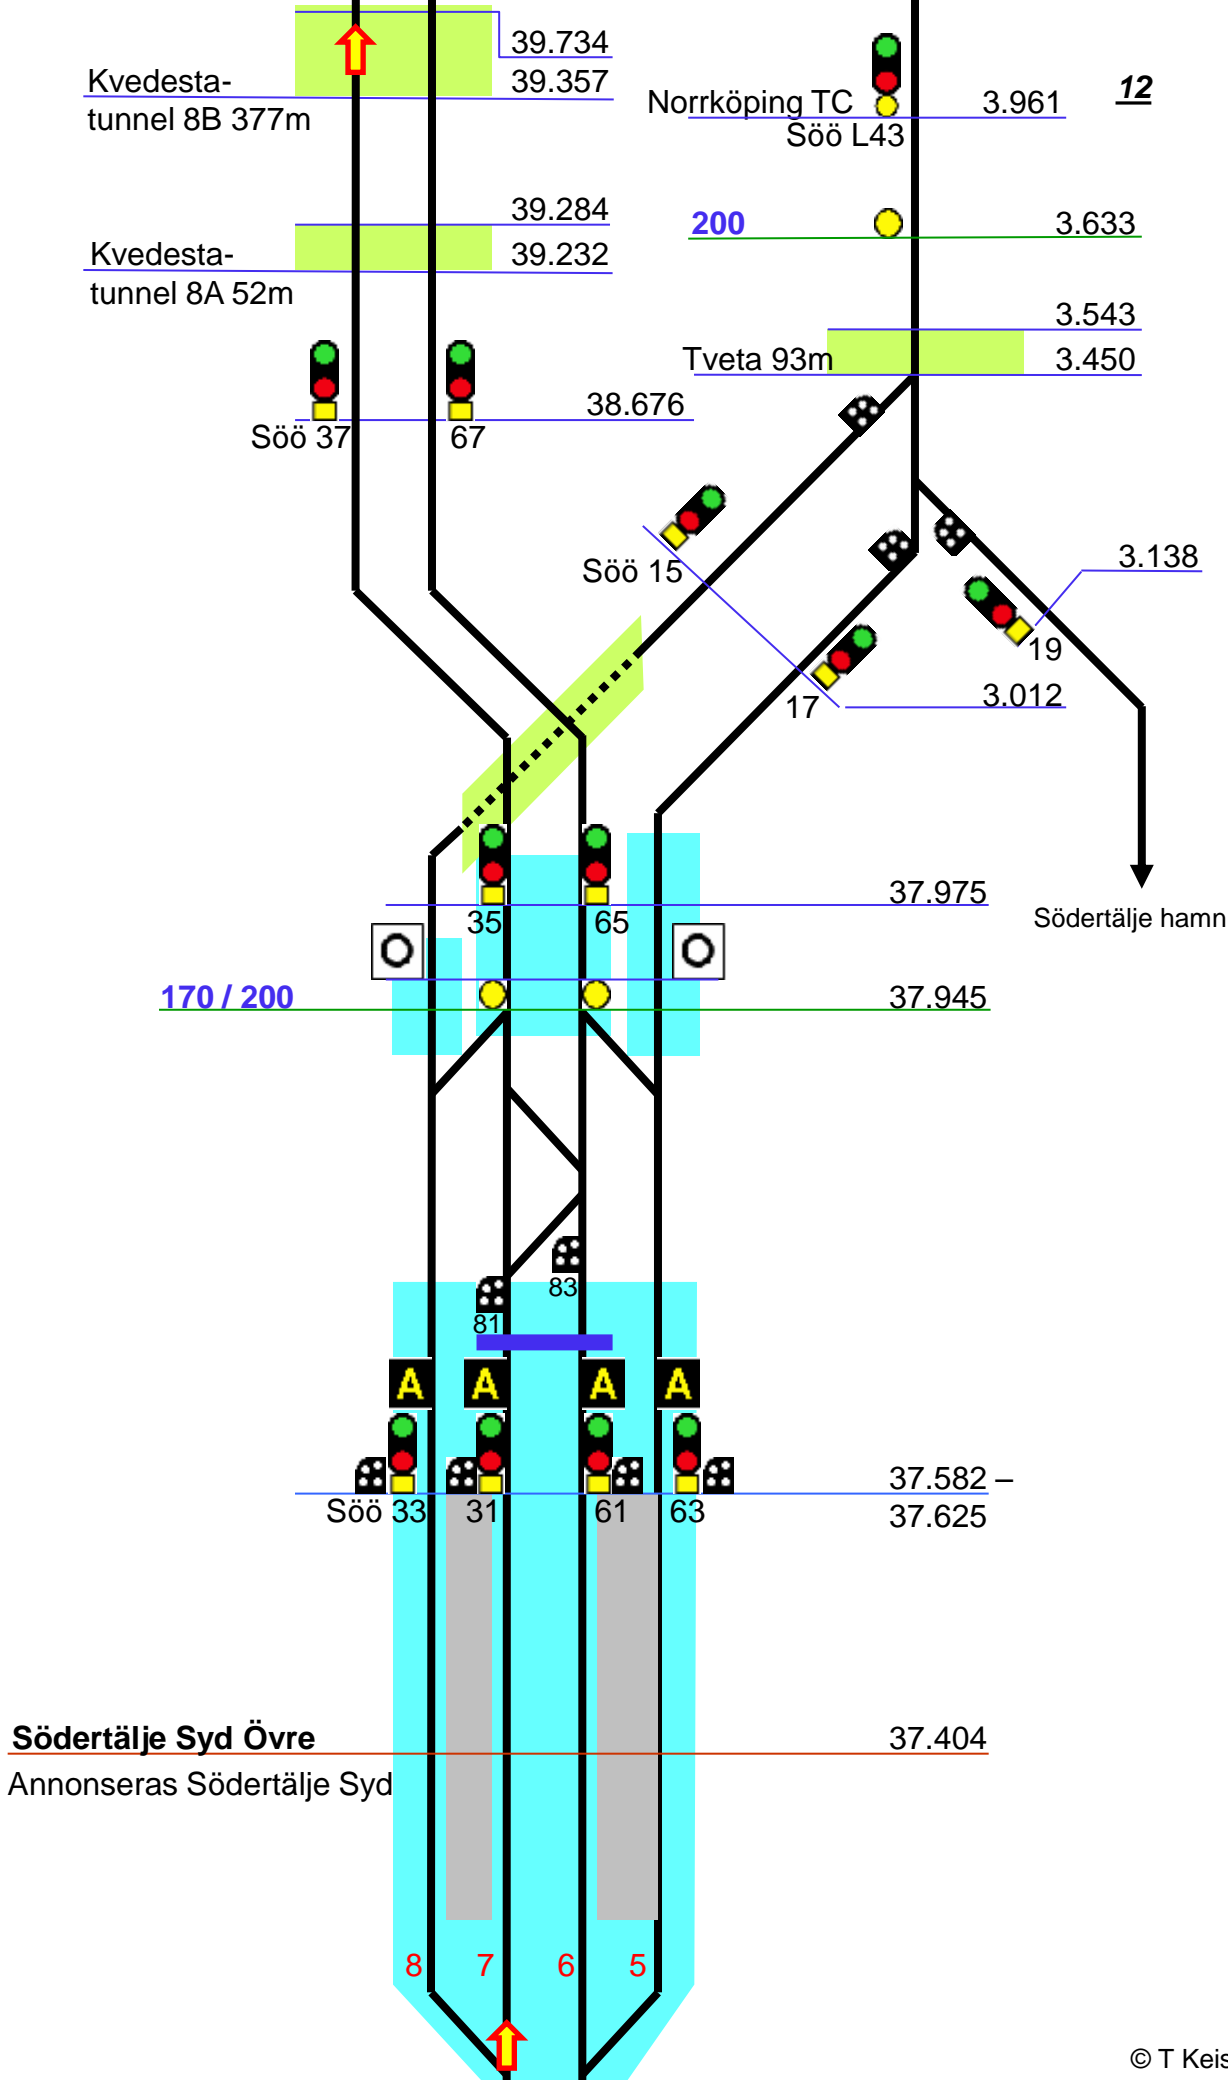 39.734
Kvedesta-
39.357
tunnel 8B 377m
12
Norrköping TC
3.961
Söö L43
39.284
200
3.633
Kvedesta-
39.232
tunnel 8A 52m
3.543
Tveta 93m
3.450
38.676
Söö 37
67
3.138
Söö 15
19
17
3.012
37.975
35
65
Södertälje hamn
170 / 200
37.945
83
81
A A A A
37.582 –
Söö 33 31 61 63
37.625
Södertälje Syd Övre
37.404
Annonseras Södertälje Syd
8 7 6 5
© T Keis